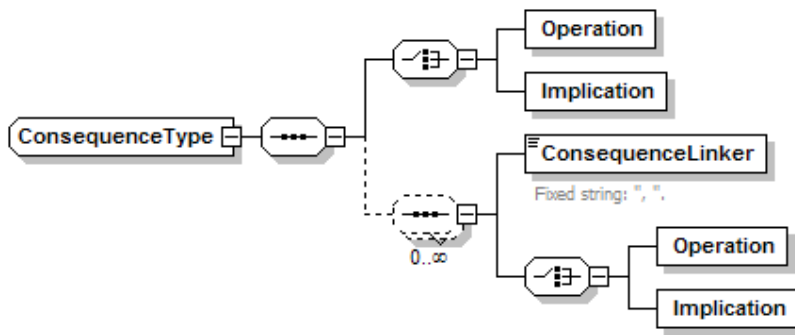 Operation
Implication
ConsequenceType
ConsequenceLinker
Fixed string: ", ".
0..∞
Operation
Implication